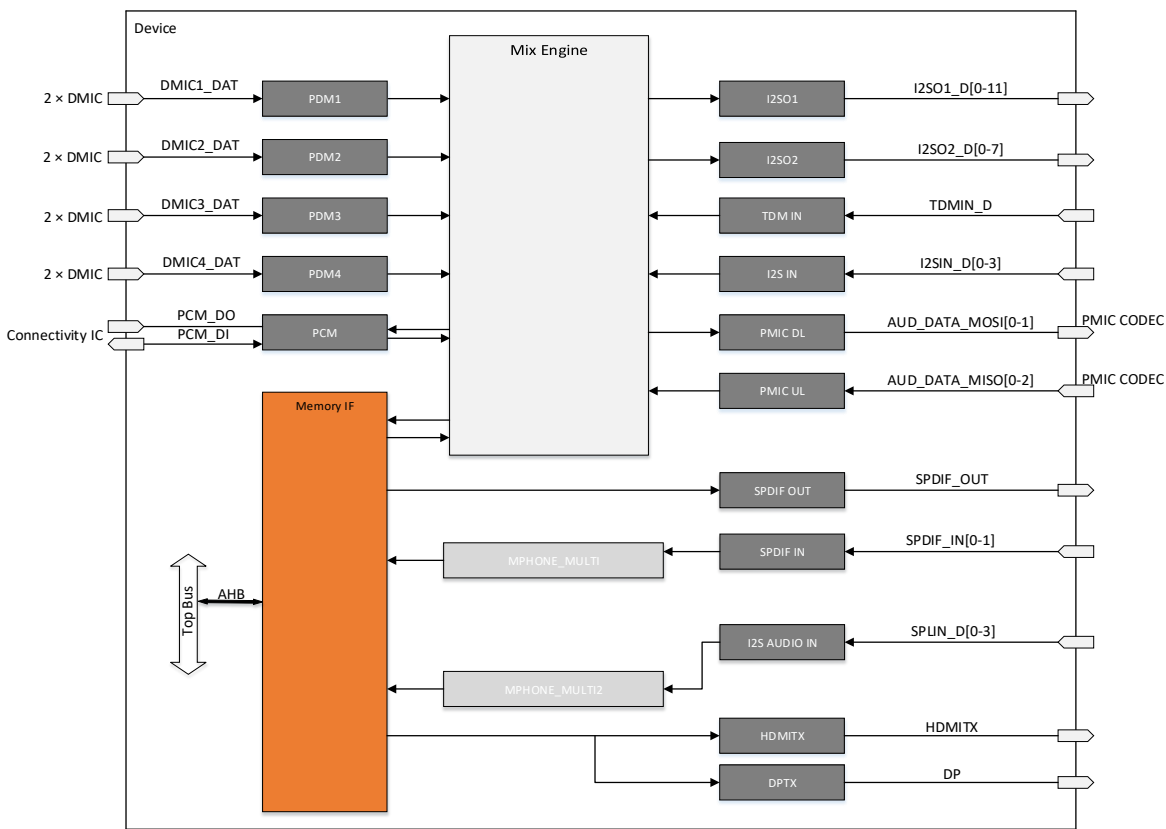 Device
Mix Engine
2 × DMIC
DMIC1_DAT
PDM1
I2SO1
I2SO1_D[0-11]
2 × DMIC
DMIC2_DAT
PDM2
I2SO2
I2SO2_D[0-7]
2 × DMIC
DMIC3_DAT
PDM3
TDM IN
TDMIN_D
2 × DMIC
DMIC4_DAT
PDM4
I2S IN
I2SIN_D[0-3]
Connectivity IC
PCM_DO
PCM_DI
PCM
PMIC DL
AUD_DATA_MOSI[0-1]
PMIC CODEC
PMIC UL
AUD_DATA_MISO[0-2]
PMIC CODEC
Memory IF
SPDIF OUT
SPDIF_OUT
MPHONE_MULTI
SPDIF IN
SPDIF_IN[0-1]
Top Bus
AHB
I2S AUDIO IN
SPLIN_D[0-3]
MPHONE_MULTI2
HDMITX
HDMITX
DPTX
DP